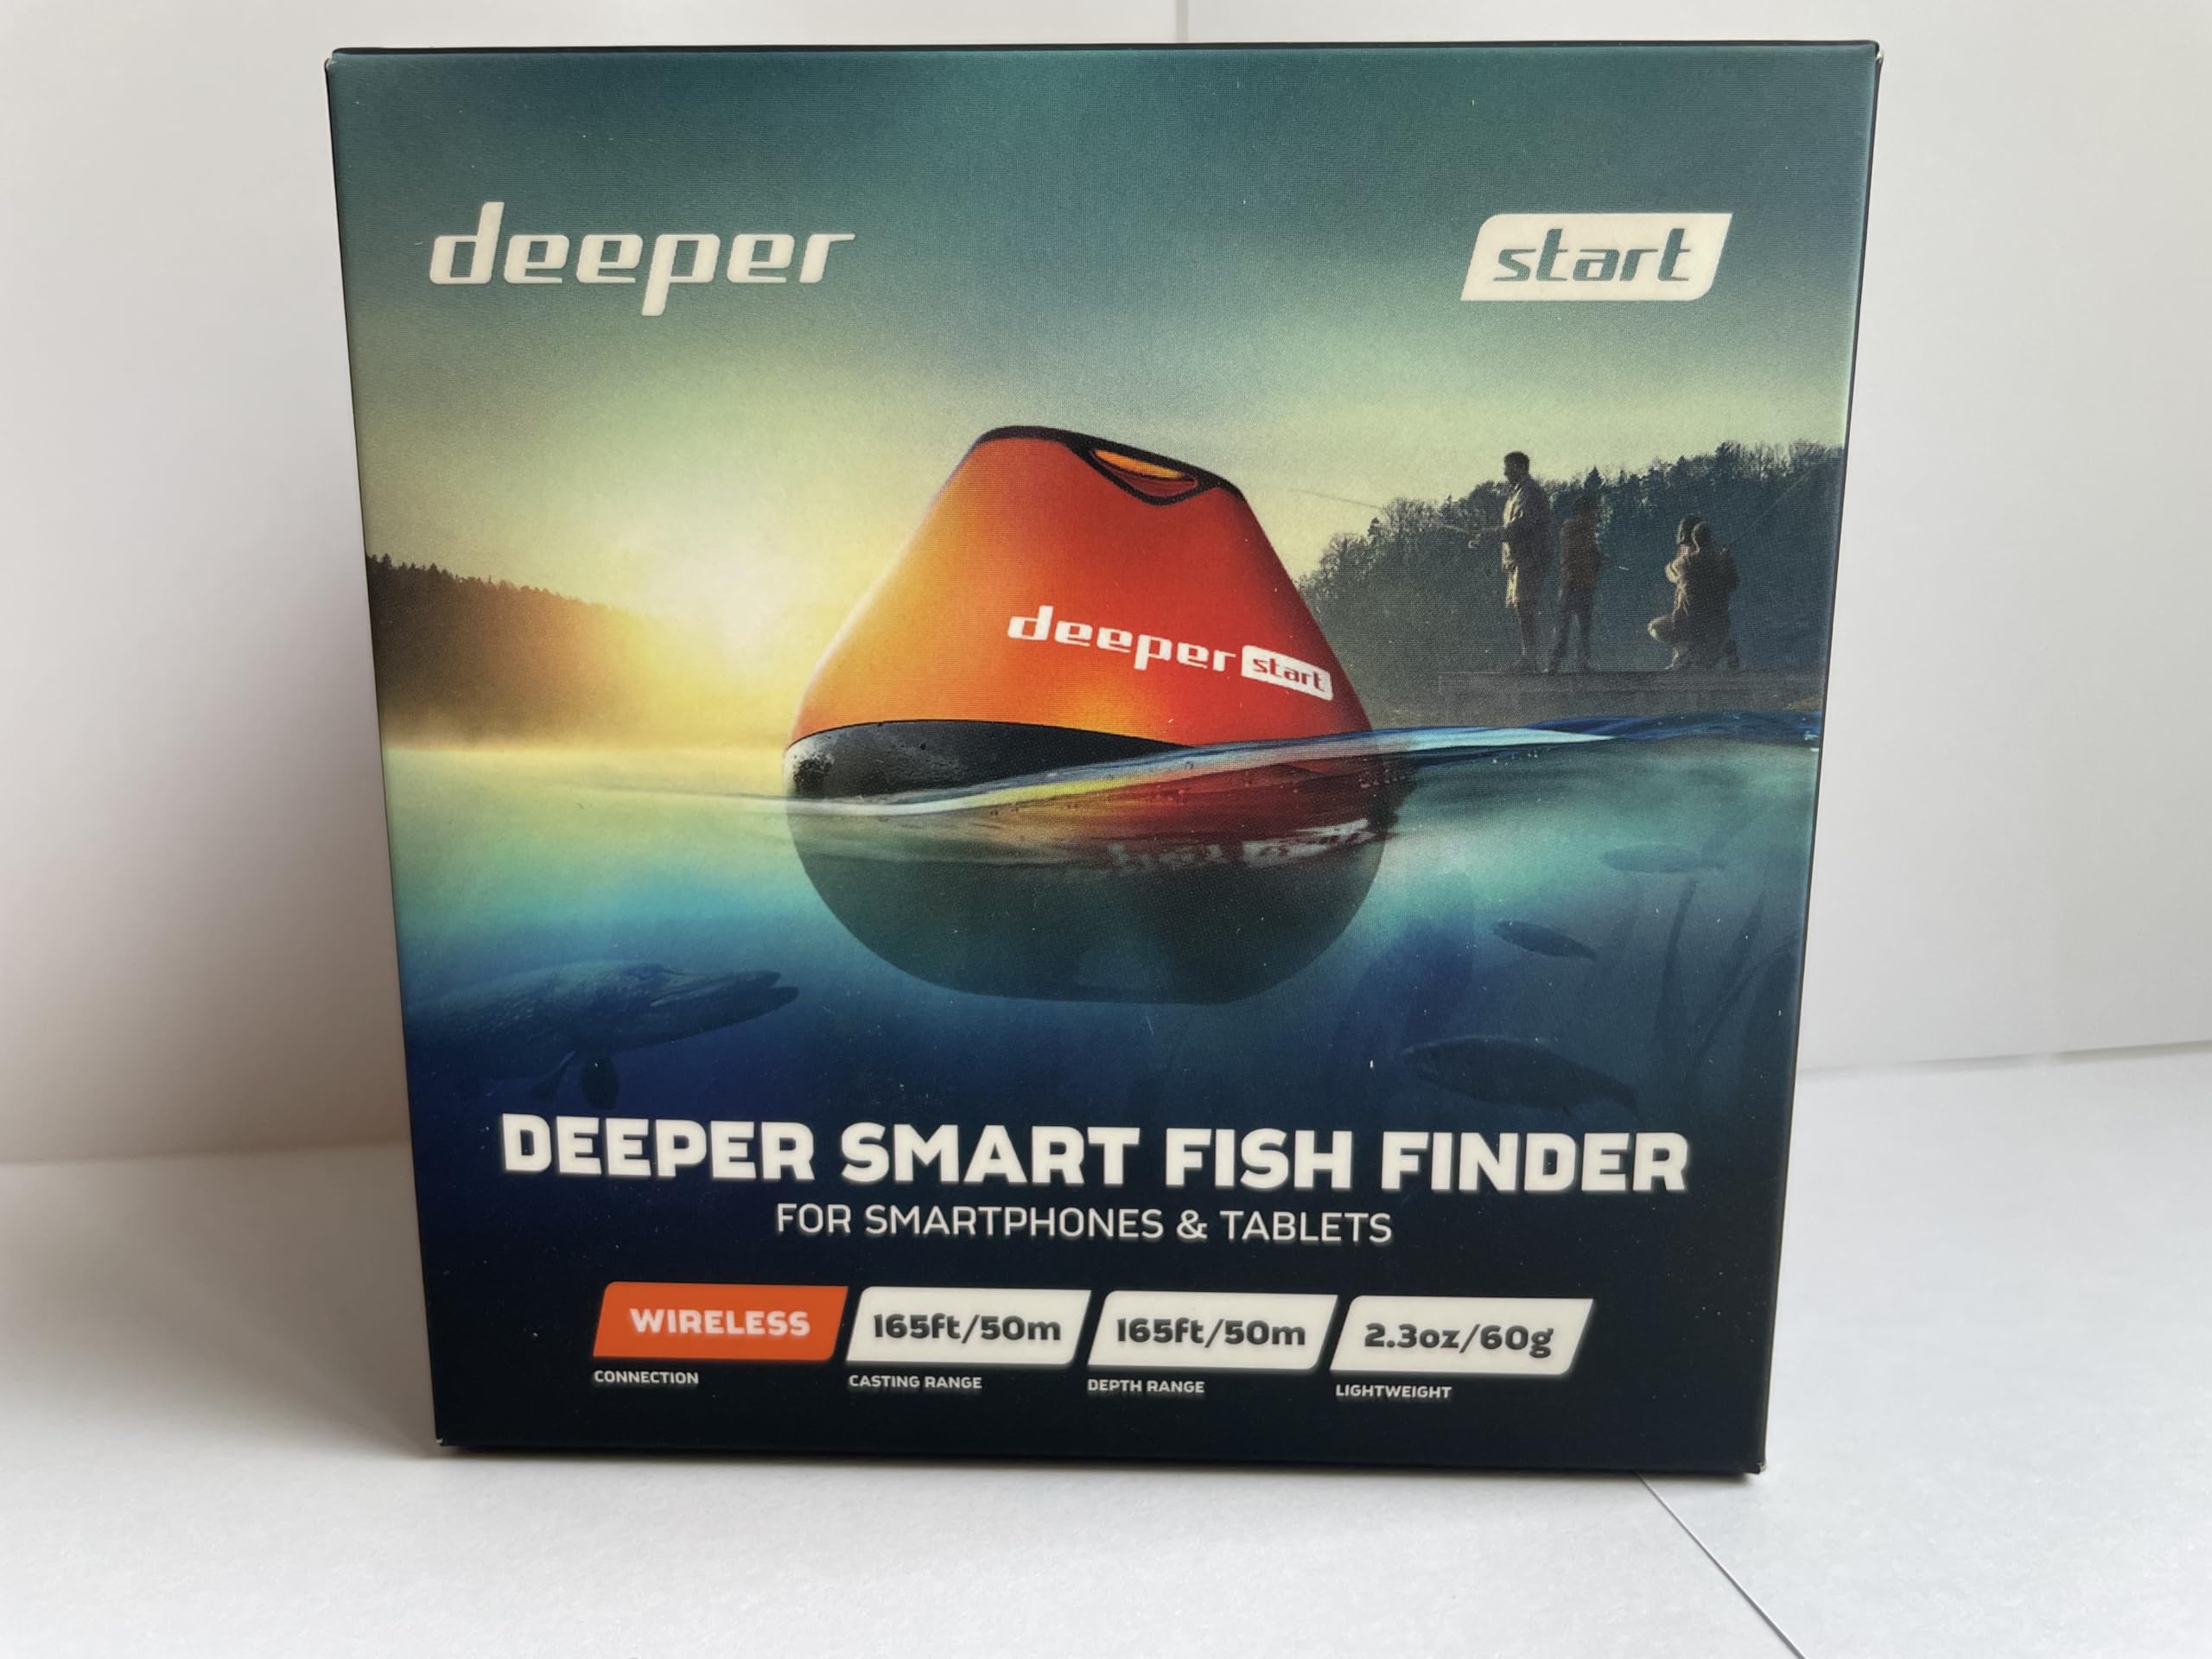 deeper
start
deeper start
DEEPER SMART FISH FINDER
FOR SMARTPHONES & TABLETS
WIRELESS
CONNECTION
165ft/50m
CASTING RANGE
165ft/50m
DEPTH RANGE
2.3oz/60g
LIGHTWEIGHT